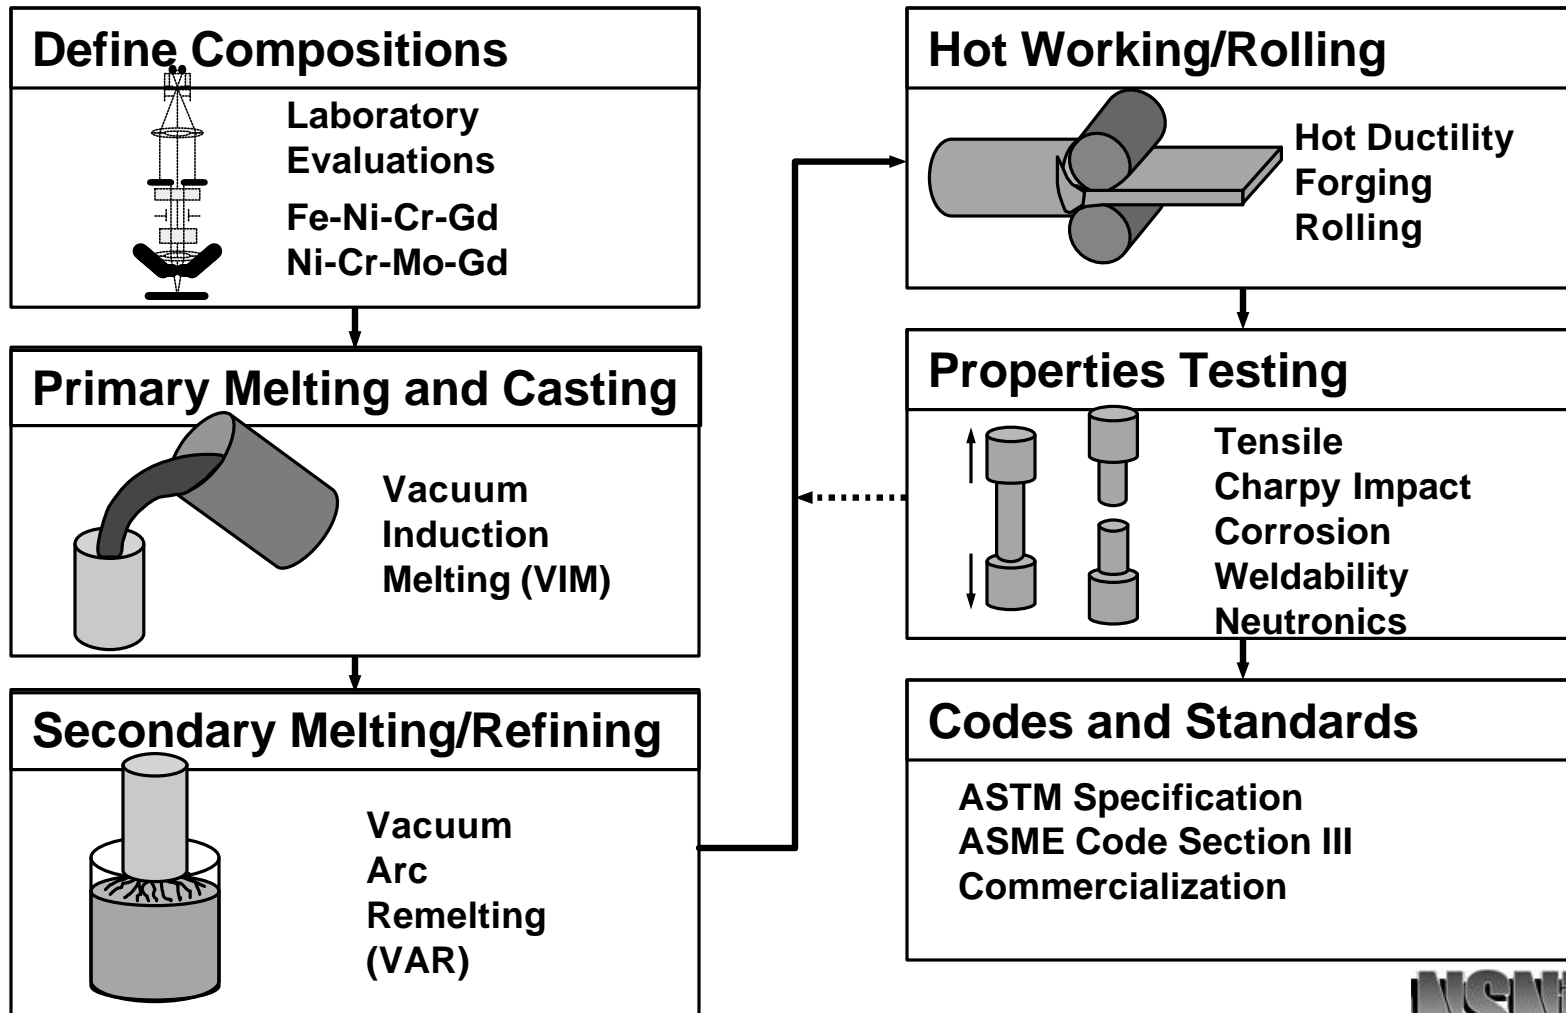 Define Compositions
Laboratory
Evaluations
Fe-Ni-Cr-Gd
Ni-Cr-Mo-Gd
Primary Melting and Casting
Vacuum
Induction
Melting (VIM)
Secondary Melting/Refining
Vacuum
Arc
Remelting
(VAR)
Hot Working/Rolling
Hot Ductility
Forging
Rolling
Properties Testing
Tensile
Charpy Impact
Corrosion
Weldability
Neutronics
Codes and Standards
ASTM Specification
ASME Code Section III
Commercialization